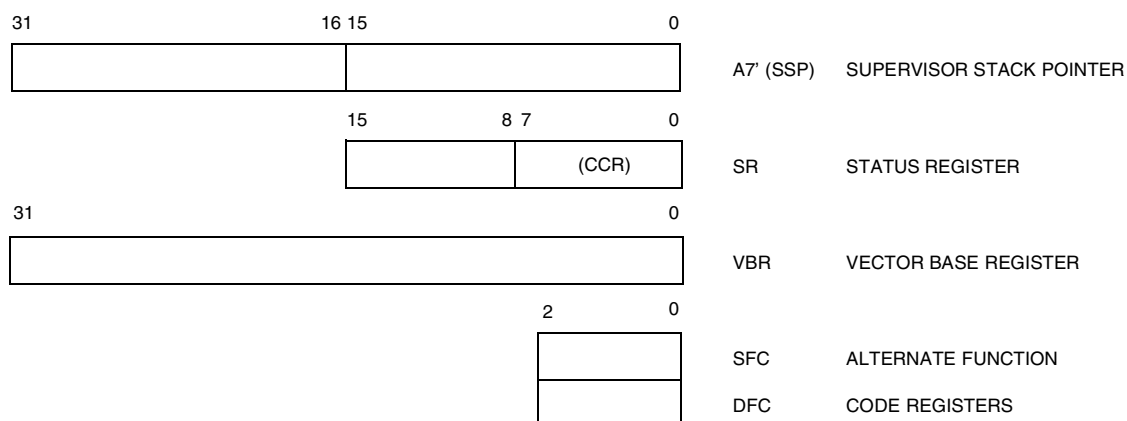 31 16 15 0
A7' (SSP) SUPERVISOR STACK POINTER
15 8 7 0
(CCR) SR STATUS REGISTER
31 0
VBR VECTOR BASE REGISTER
2 0
SFC ALTERNATE FUNCTION
DFC CODE REGISTERS